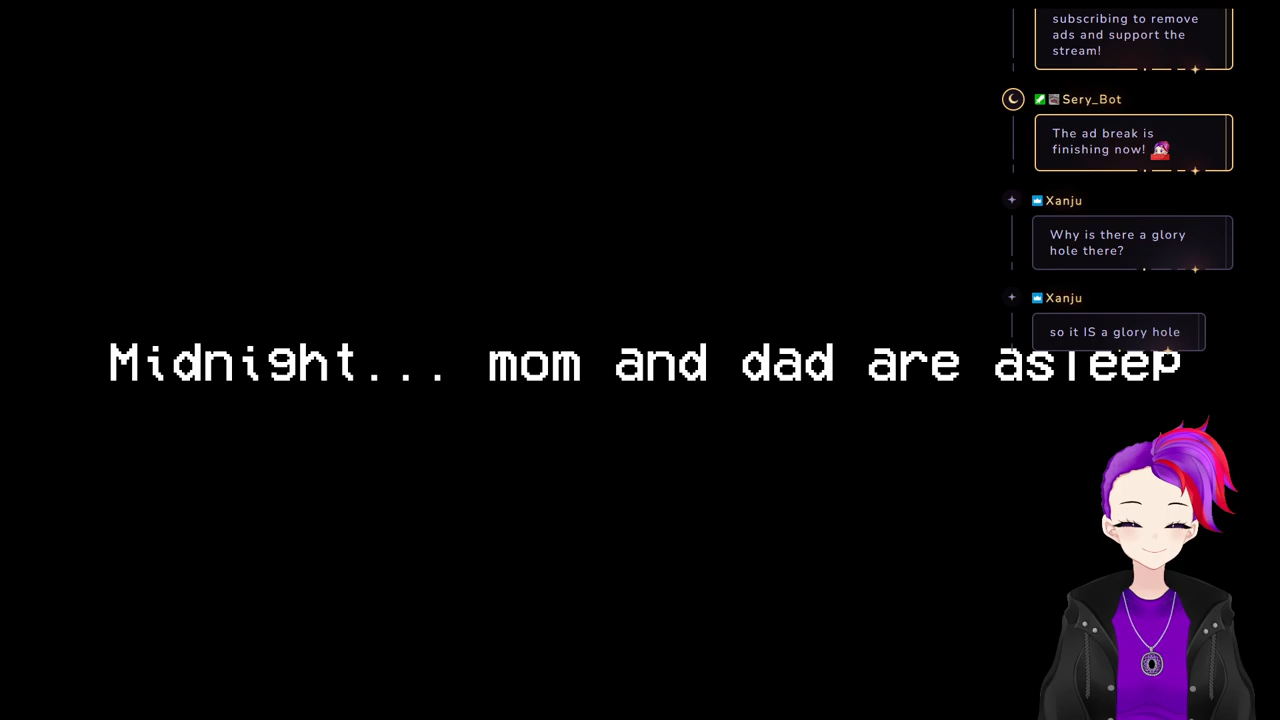 subscribing to remove
ads and support the
stream!
Sery_Bot
The ad break is
finishing now!
Xanju
Why is there a glory
hole there?
Xanju
so it IS a glory hole
Midnight... mom and dad are asleep